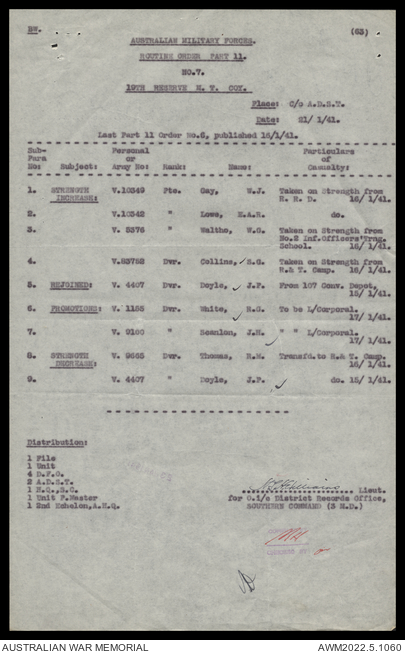 (63)
AUSTRALIAN MILITARY FORCES.
ROUTINE ORDER PART 11.
NO.7.
19TH RESERVE M. T. COY.
Place: C/o A.D.S.T.
Date: 21/ 1/41.
Last Part 11 Order No.6, published 16/1/41.
Sub- Personal Particulars
Para or of
No: Subject: Army No: Rank: Name: Casualty:
1. STRENGTH V.10349 Pte. Gay, W.J. Taken on Strength from
INCREASE: R. R. D. 16/ 1/41.
2. V.10342 " Lowe, E.A.R. do.
3. V. 5376 " Waltho, W.G. Taken on Strength from
No.2 Inf.Officers'Trng.
School. 16/ 1/41.
4. Dvr. Collins, S.G. Taken on Strength from
R.& T. Camp. 16/ 1/41.
5. REJOINED: V. 4407 Dvr. Doyle, J.P. From 107 Conv. Depot,
15/ 1/41.
6. PROMOTIONS: V. 1155 Dvr. White, R.G. To be L/Corporal.
17/ 1/41.
7. V. 9100 " Scanlan, J.H. " " L/Corporal.
17/ 1/41.
8. STRENGTH V. 9665 Dvr. Thomas, R.M. Transfd.to R.& T. Camp.
INCREASE: 16/ 1/41.
9. V. 4407 " Doyle, J.P. do. 15/ 1/41.
Distribution:
1 File
1 Unit
4 D.F.O.
2 A.D.S.T.
1 H.Q.,S.C.
1 Unit P.Master
1 2nd Echelon,A.H.Q.
Lieut.
for O.i/c District Records Office,
SOUTHERN COMMAND (3 M.D.)
AUSTRALIAN WAR MEMORIAL
AWM2022.5.1060